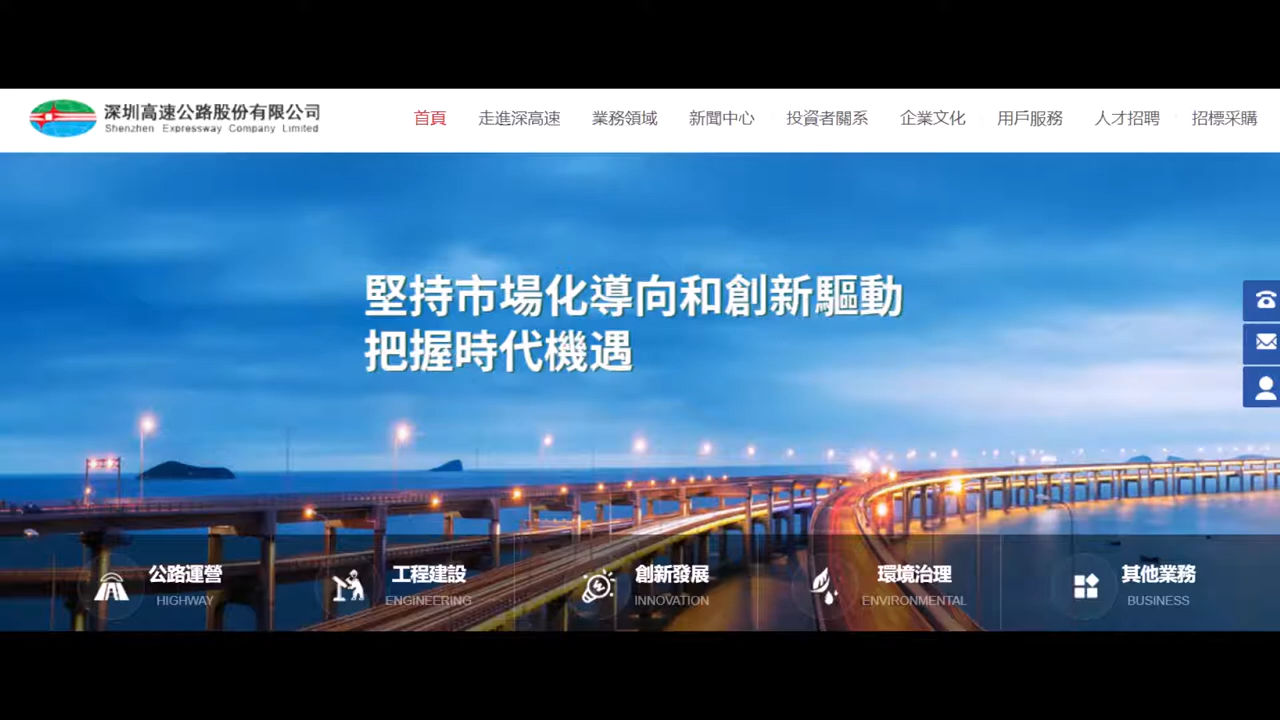 深圳高速公路股份有限公司
Shenzhen Expressway Company Limited
首頁 走進深高速 業務領域 新聞中心 投資者關系 企業文化 用戶服務 人才招聘 招標采購
堅持市場化導向和創新驅動
把握時代機遇
公路運營 工程建設 創新發展 環境治理 其他業務
HIGHWAY ENGINEERING INNOVATION ENVIRONMENTAL BUSINESS